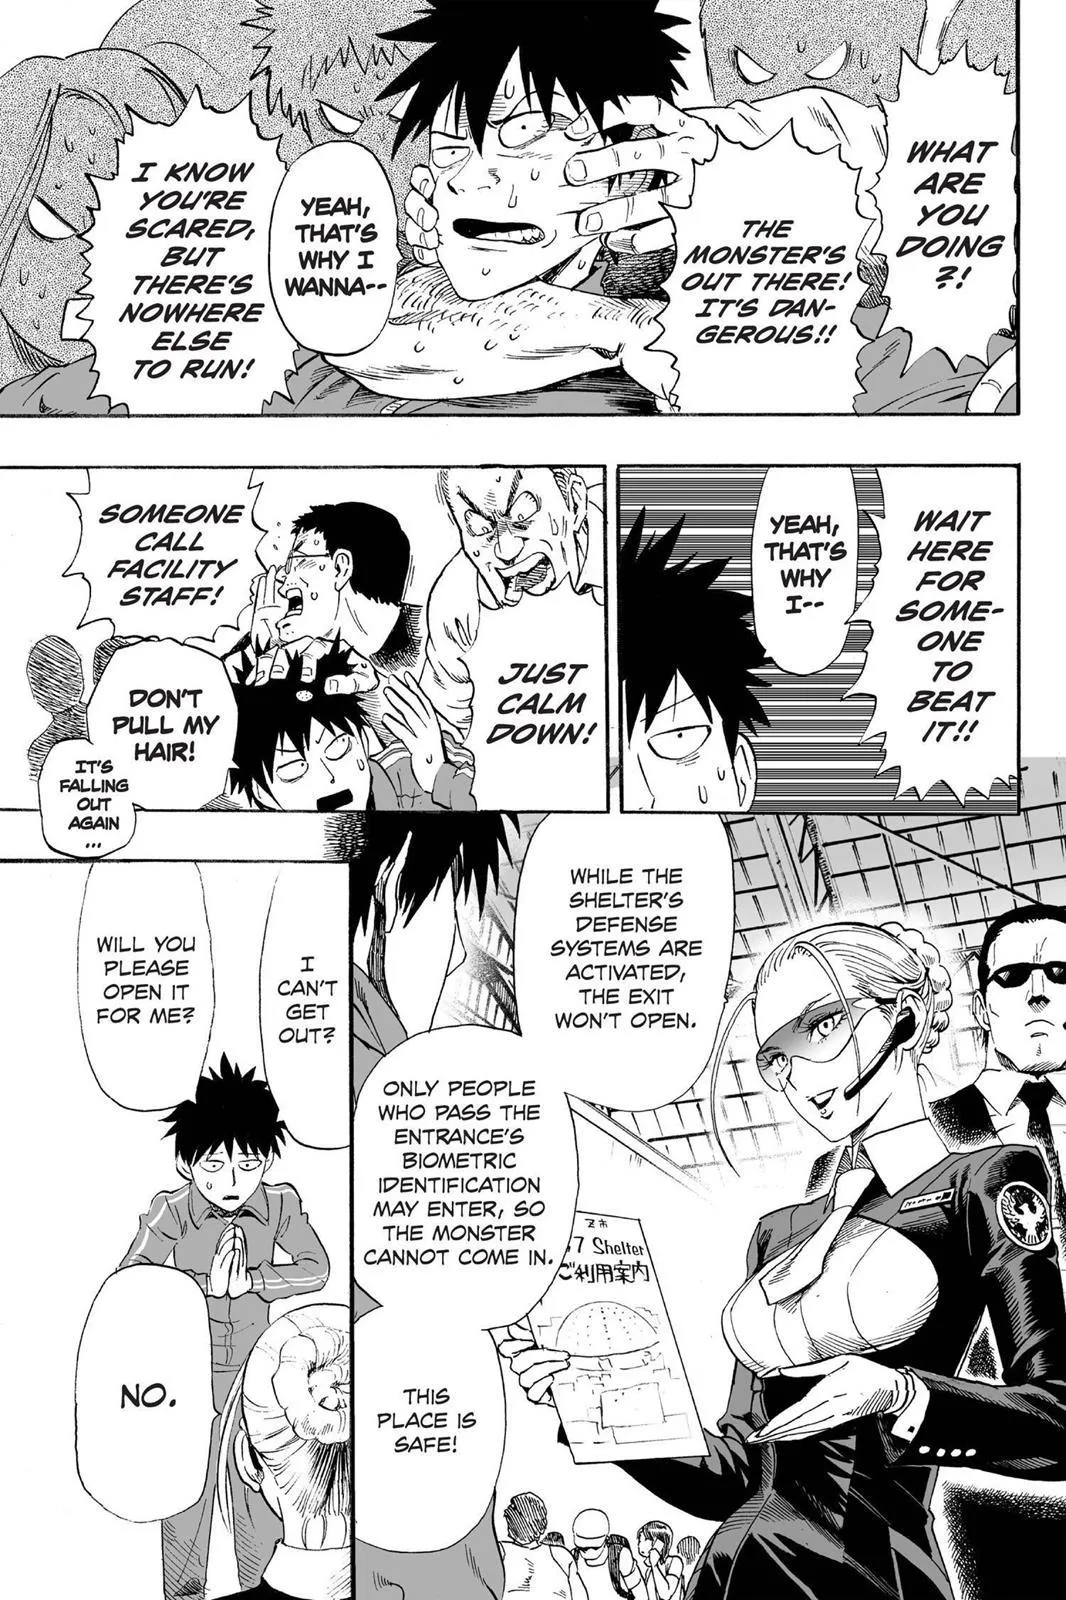 WHAT
ARE
YOU
DOING
?!
THE
MONSTER'S
OUT THERE!
IT'S DAN-
GEROUS!!
YEAH,
THAT'S
WHY I
WANNA--
I KNOW
YOU'RE
SCARED,
BUT
THERE'S
NOWHERE
ELSE
TO RUN!
WAIT
HERE
FOR
SOME-
ONE
TO
BEAT
IT!!
YEAH,
THAT'S
WHY
I--
JUST
CALM
DOWN!
SOMEONE
CALL
FACILITY
STAFF!
DON'T
PULL MY
HAIR!
IT'S
FALLING
OUT
AGAIN
...
WHILE THE
SHELTER'S
DEFENSE
SYSTEMS ARE
ACTIVATED,
THE EXIT
WON'T OPEN.
ONLY PEOPLE
WHO PASS THE
ENTRANCE'S
BIOMETRIC
IDENTIFICATION
MAY ENTER, SO
THE MONSTER
CANNOT COME IN.
THIS
PLACE IS
SAFE!
Z市
7 Shelter
ご利用案内
I
CAN'T
GET
OUT?
WILL YOU
PLEASE
OPEN IT
FOR ME?
NO.